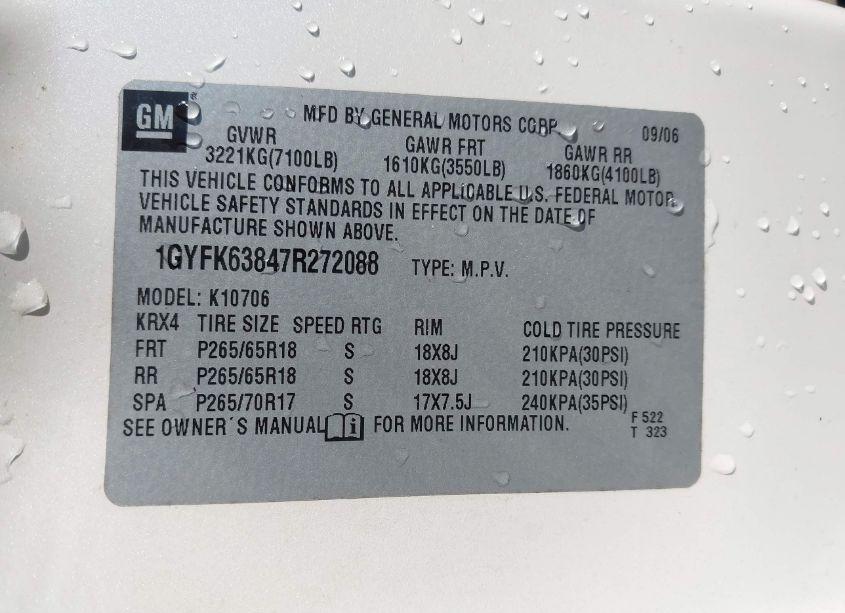 GM
MFD BY GENERAL MOTORS CORP
09/06
GVWR GAWR FRT GAWR RR
3221KG(7100LB) 1610KG(3550LB) 1860KG(4100LB)
THIS VEHICLE CONFORMS TO ALL APPLICABLE U.S. FEDERAL MOTOR
VEHICLE SAFETY STANDARDS IN EFFECT ON THE DATE OF
MANUFACTURE SHOWN ABOVE.
1GYFK63847R272088 TYPE: M.P.V.
MODEL: K10706
KRX4 TIRE SIZE SPEED RTG RIM COLD TIRE PRESSURE
FRT P265/65R18 S 18X8J 210KPA(30PSI)
RR P265/65R18 S 18X8J 210KPA(30PSI)
SPA P265/70R17 S 17X7.5J 240KPA(35PSI)
SEE OWNER´S MANUAL i FOR MORE INFORMATION.
F 522
T 323